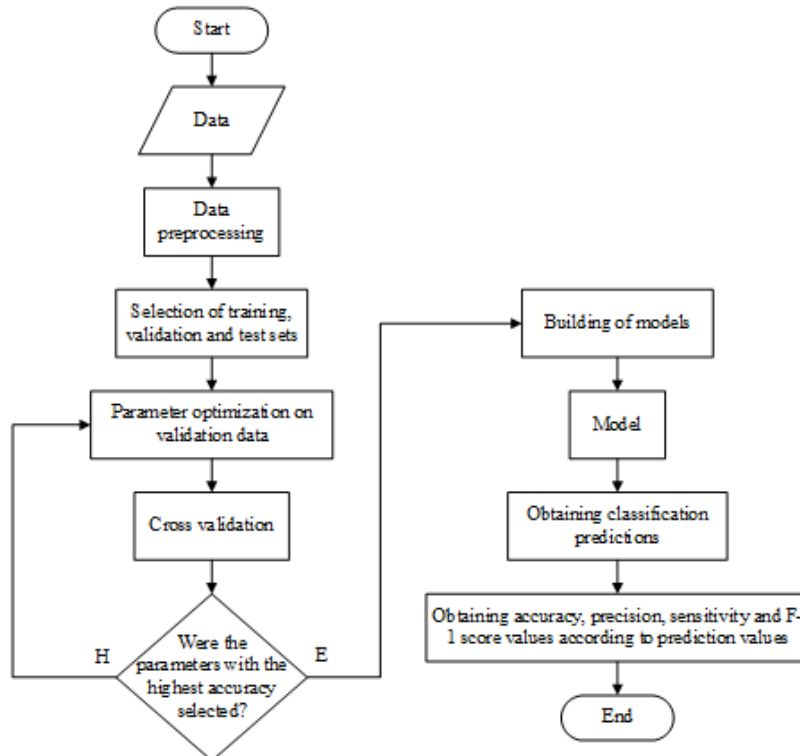 Start
Data
Data
preprocessing
Selection of training,
validation and test sets
Parameter optimization on
validation data
Cross validation
Were the
parameters with the
highest accuracy
selected?
H
E
Building of models
Model
Obtaining classification
predictions
Obtaining accuracy, precision, sensitivity and F-
1 score values according to prediction values
End